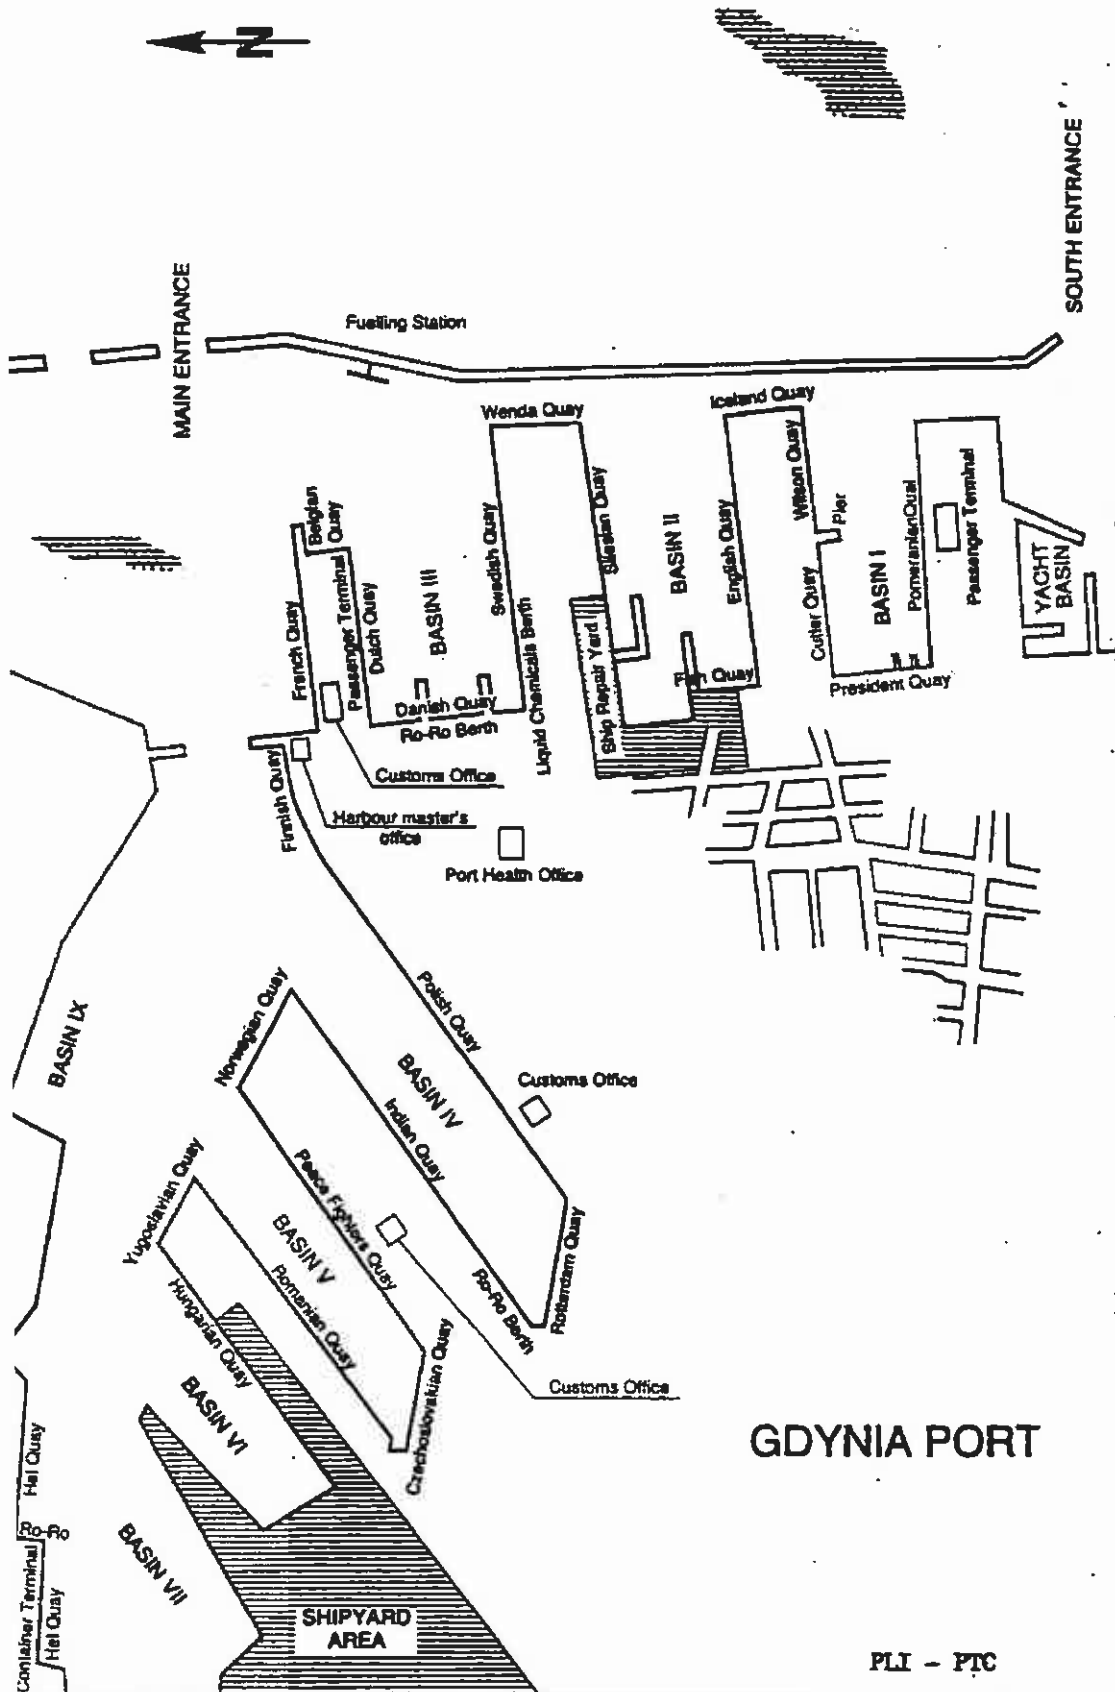 N
SOUTH ENTRANCE
MAIN ENTRANCE
Fuelling Station
Wenda Quay
Iceland Quay
Belgian
Quay
French Quay
Passenger Terminal
Dutch Quay
BASIN III
Swedish Quay
Silesian Quay
BASIN II
English Quay
Wilson Quay
Pier
Cutter Quay
BASIN I
Pomeranian Quai
Passenger Terminal
YACHT
BASIN
President Quay
Fish Quay
Ship Repair Yard
Liquid Chemicals Berth
Danish Quay
Ro-Ro Berth
Customs Office
Finnish Quay
Harbour master's
office
Port Health Office
BASIN IX
Norwegian Quay
Polish Quay
BASIN IV
Indian Quay
Customs Office
Yugoslavian Quay
Peace Fighters Quay
BASIN V
Romanian Quay
Hungarian Quay
Ro-Ro Berth
Rotterdam Quay
Customs Office
Czechoslovakian Quay
BASIN VI
Hel Quay
Ro-Ro
Container Terminal
Hel Quay
BASIN VII
SHIPYARD
AREA
GDYNIA PORT
PLI - PTC